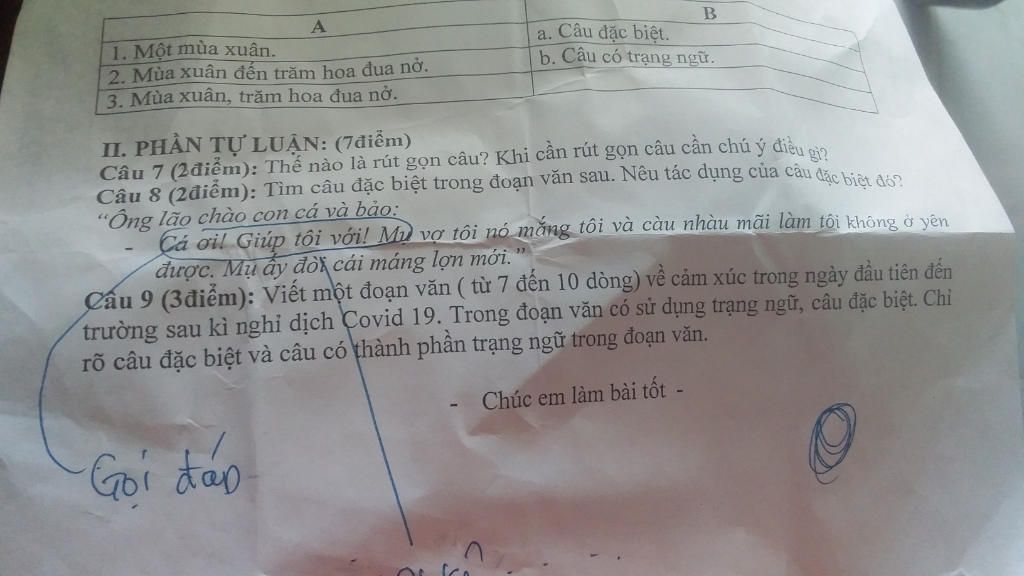 A
B
1. Một mùa xuân.
a. Câu đặc biệt.
2. Mùa xuân đến trăm hoa đua nở.
b. Câu có trạng ngữ.
3. Mùa xuân, trăm hoa đua nở.
II. PHẦN TỰ LUẬN: (7điểm)
Câu 7 (2điểm): Thế nào là rút gọn câu? Khi cần rút gọn câu cần chú ý điều gì?
Câu 8 (2điểm): Tìm câu đặc biệt trong đoạn văn sau. Nêu tác dụng của câu đặc biệt đó?
“Ông lão chào con cá và bảo:
- Cá ơi! Giúp tôi với! Mụ vợ tôi nó mắng tôi và càu nhàu mãi làm tôi không ở yên
được. Mụ ấy đòi cái máng lợn mới.”
Câu 9 (3điểm): Viết một đoạn văn ( từ 7 đến 10 dòng) về cảm xúc trong ngày đầu tiên đến
trường sau kì nghỉ dịch Covid 19. Trong đoạn văn có sử dụng trạng ngữ, câu đặc biệt. Chỉ
rõ câu đặc biệt và câu có thành phần trạng ngữ trong đoạn văn.
- Chúc em làm bài tốt -
Gọi đáp